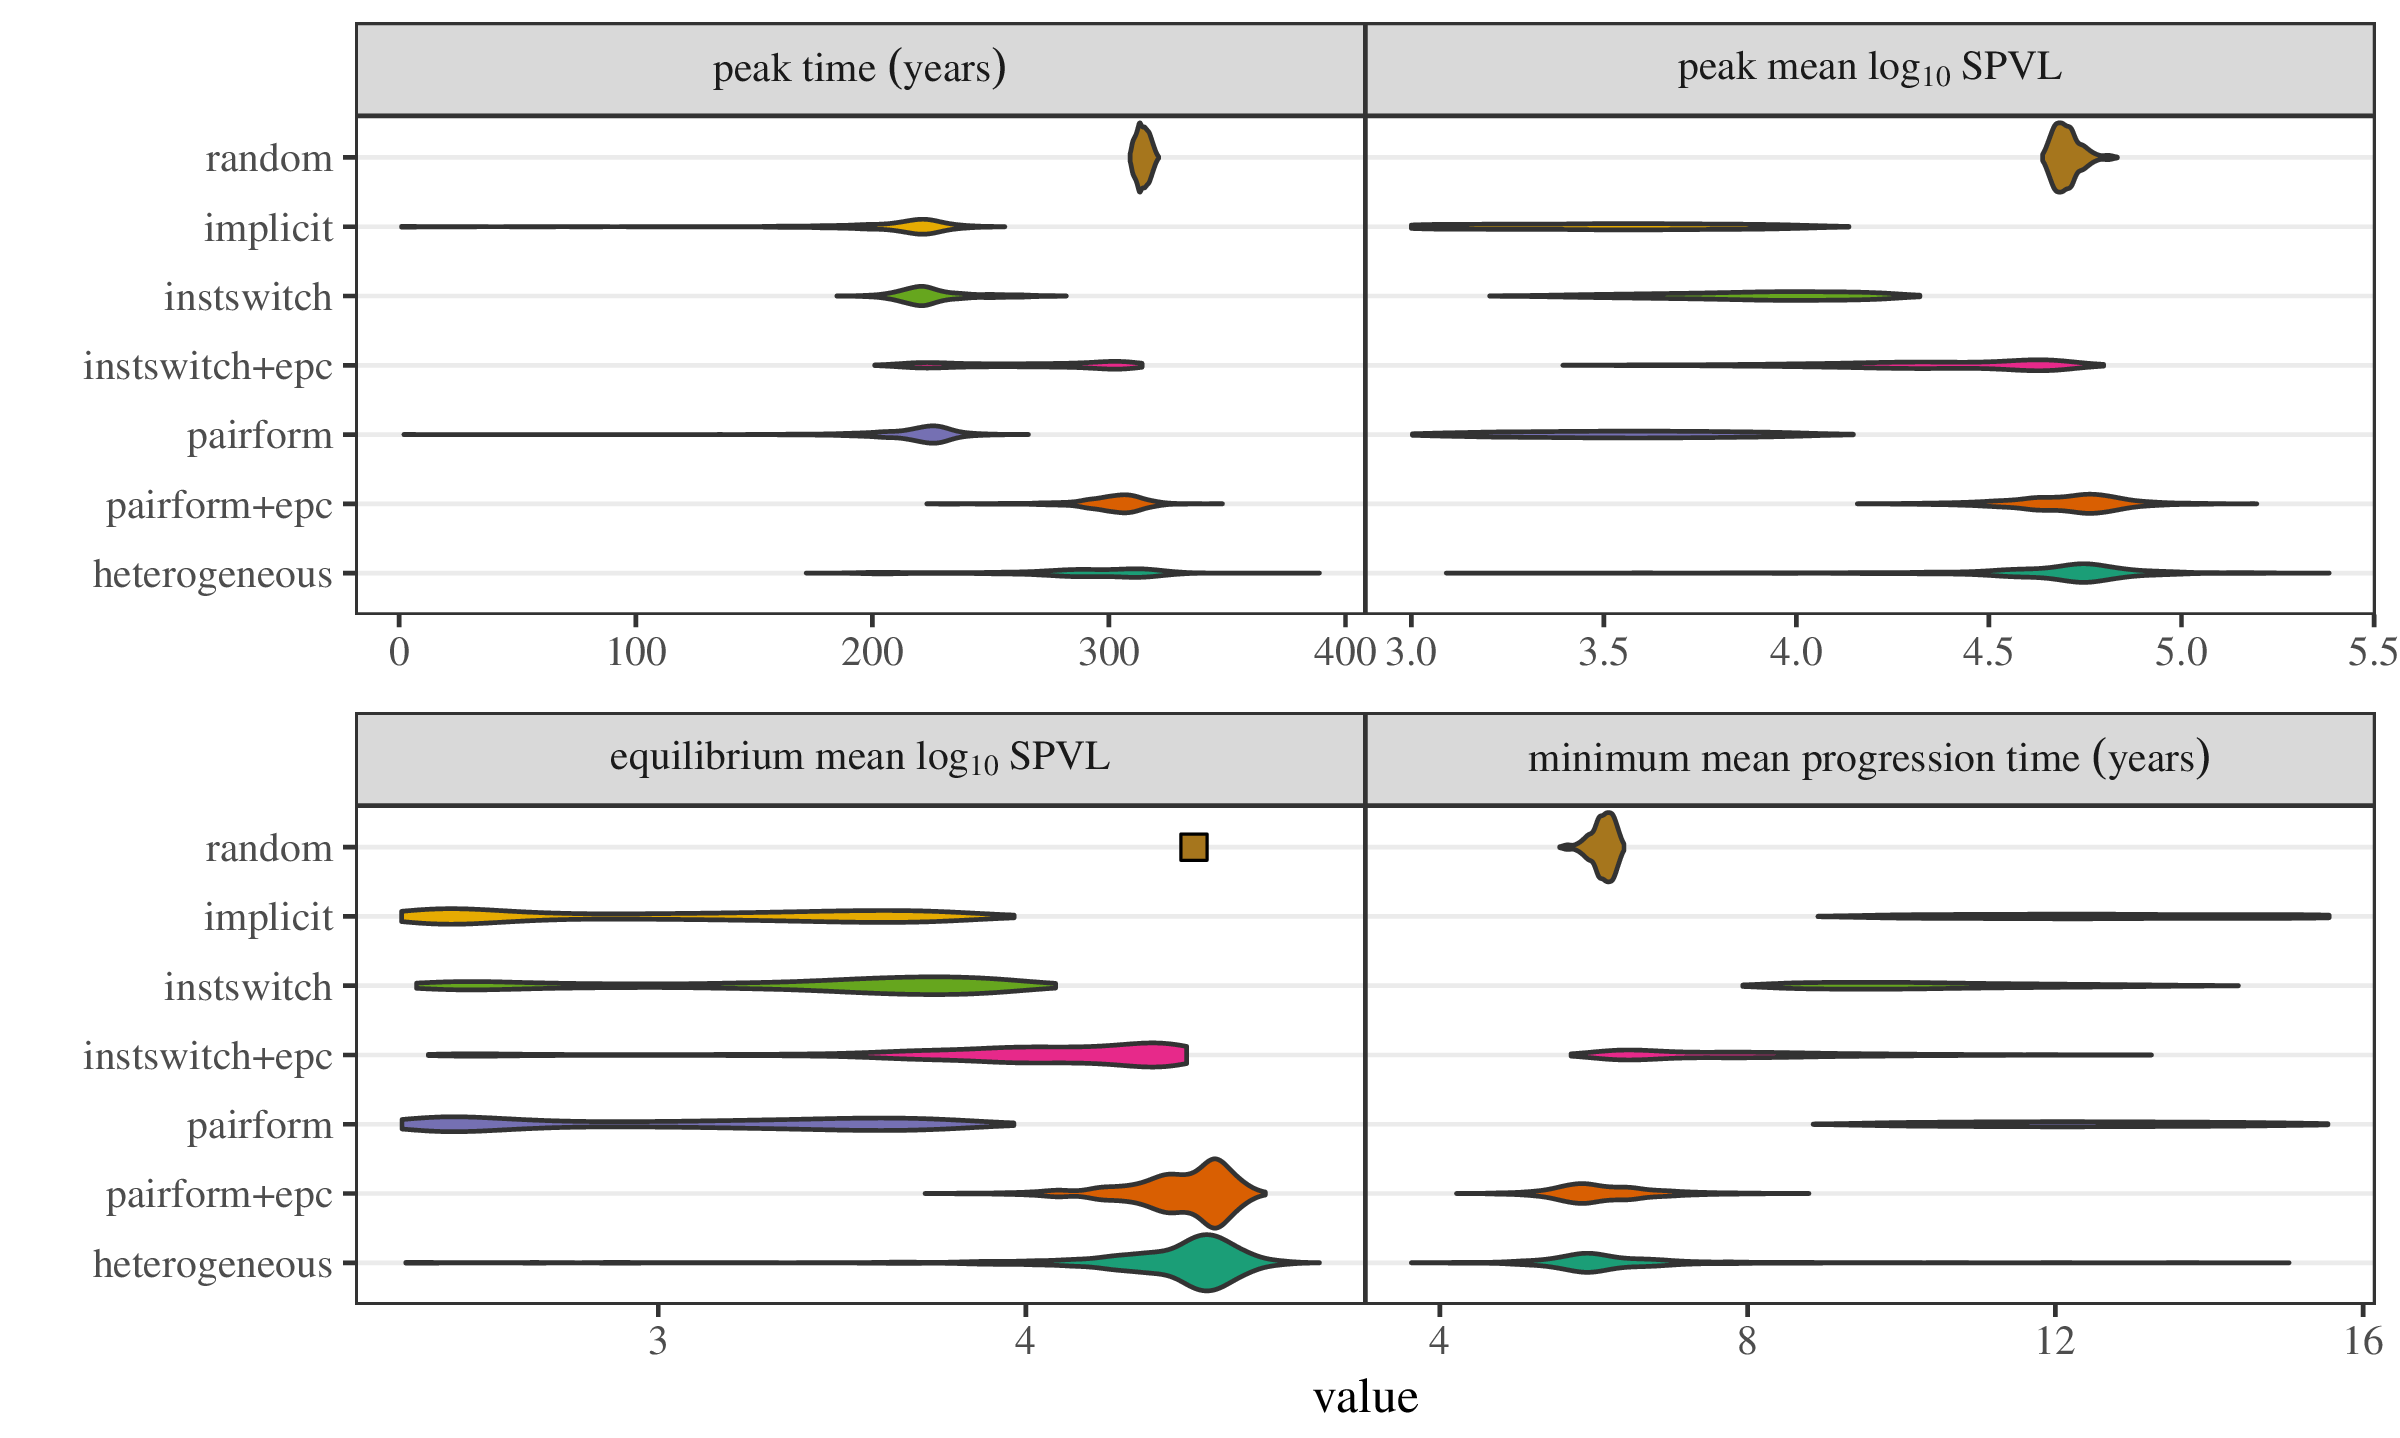 peak time (years)
peak mean log₁₀ SPVL
random
implicit
instswitch
instswitch+epc
pairform
pairform+epc
heterogeneous
0 100 200 300 400 3.0 3.5 4.0 4.5 5.0 5.5
equilibrium mean log₁₀ SPVL
minimum mean progression time (years)
random
implicit
instswitch
instswitch+epc
pairform
pairform+epc
heterogeneous
3 4 4 8 12 16
value